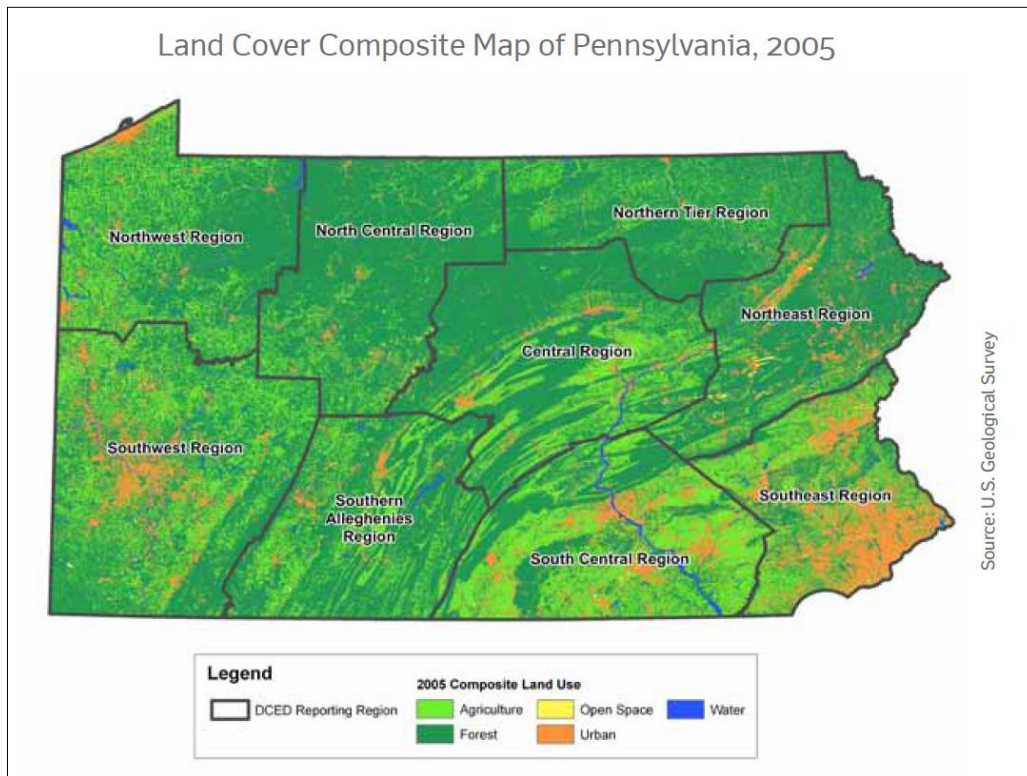 Land Cover Composite Map of Pennsylvania, 2005
Northwest Region
North Central Region
Northern Tier Region
Northeast Region
Central Region
Southwest Region
Southern
Alleghenies
Region
Southeast Region
South Central Region
Source: U.S. Geological Survey
Legend
2005 Composite Land Use
DCED Reporting Region
Agriculture
Open Space
Water
Forest
Urban